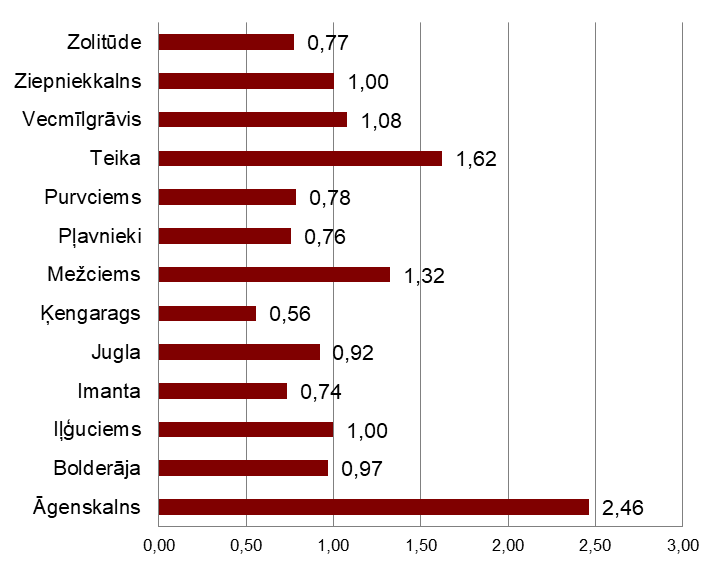 Zolitūde 0,77
Ziepniekkalns 1,00
Vecmīlgrāvis 1,08
Teika 1,62
Purvciems 0,78
Pļavnieki 0,76
Mežciems 1,32
Ķengarags 0,56
Jugla 0,92
Imanta 0,74
Iļģuciems 1,00
Bolderāja 0,97
Āgenskalns 2,46
0,00 0,50 1,00 1,50 2,00 2,50 3,00